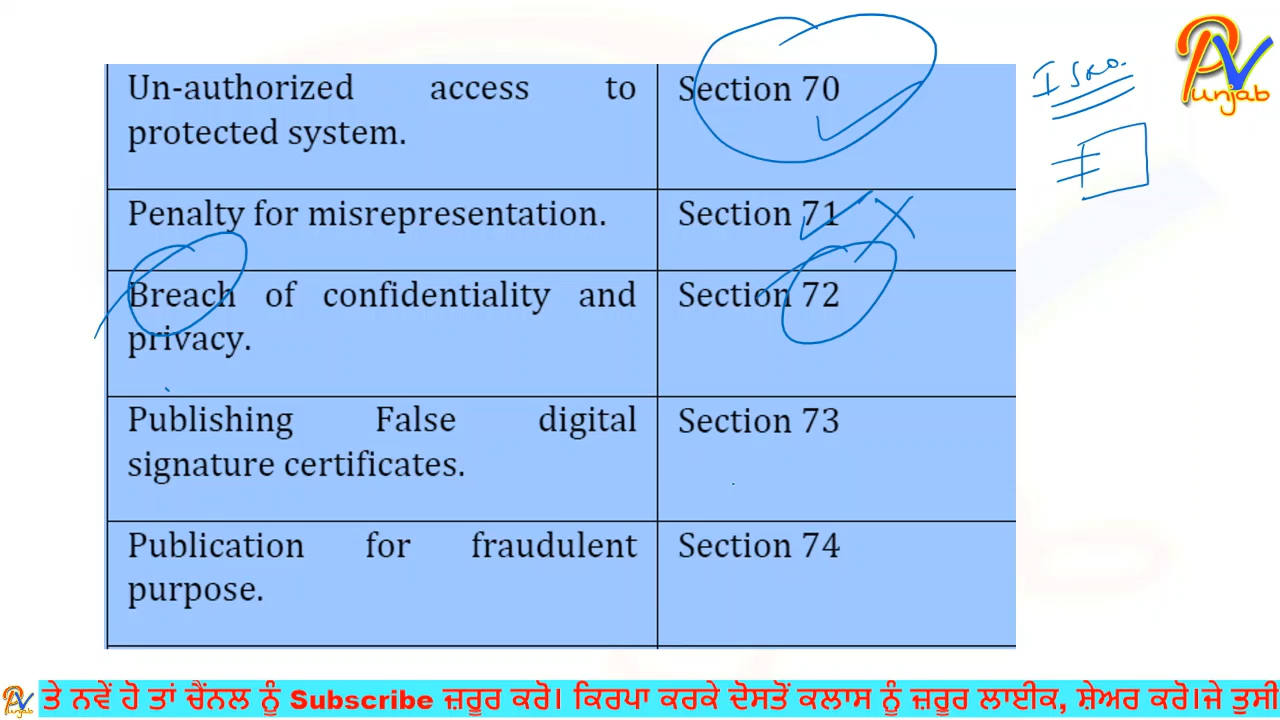 Un-authorized access to Section 70
protected system.
Penalty for misrepresentation. Section 71
Breach of confidentiality and Section 72
privacy.
Publishing False digital Section 73
signature certificates.
Publication for fraudulent Section 74
purpose.
ISRO.
PV
Punjab
ਤੇ ਨਵੇਂ ਹੋ ਤਾਂ ਚੈਂਨਲ ਨੂੰ Subscribe ਜ਼ਰੂਰ ਕਰੋ। ਕਿਰਪਾ ਕਰਕੇ ਦੋਸਤੋਂ ਕਲਾਸ ਨੂੰ ਜ਼ਰੂਰ ਲਾਈਕ, ਸ਼ੇਅਰ ਕਰੋ।ਜੇ ਤੁਸੀ